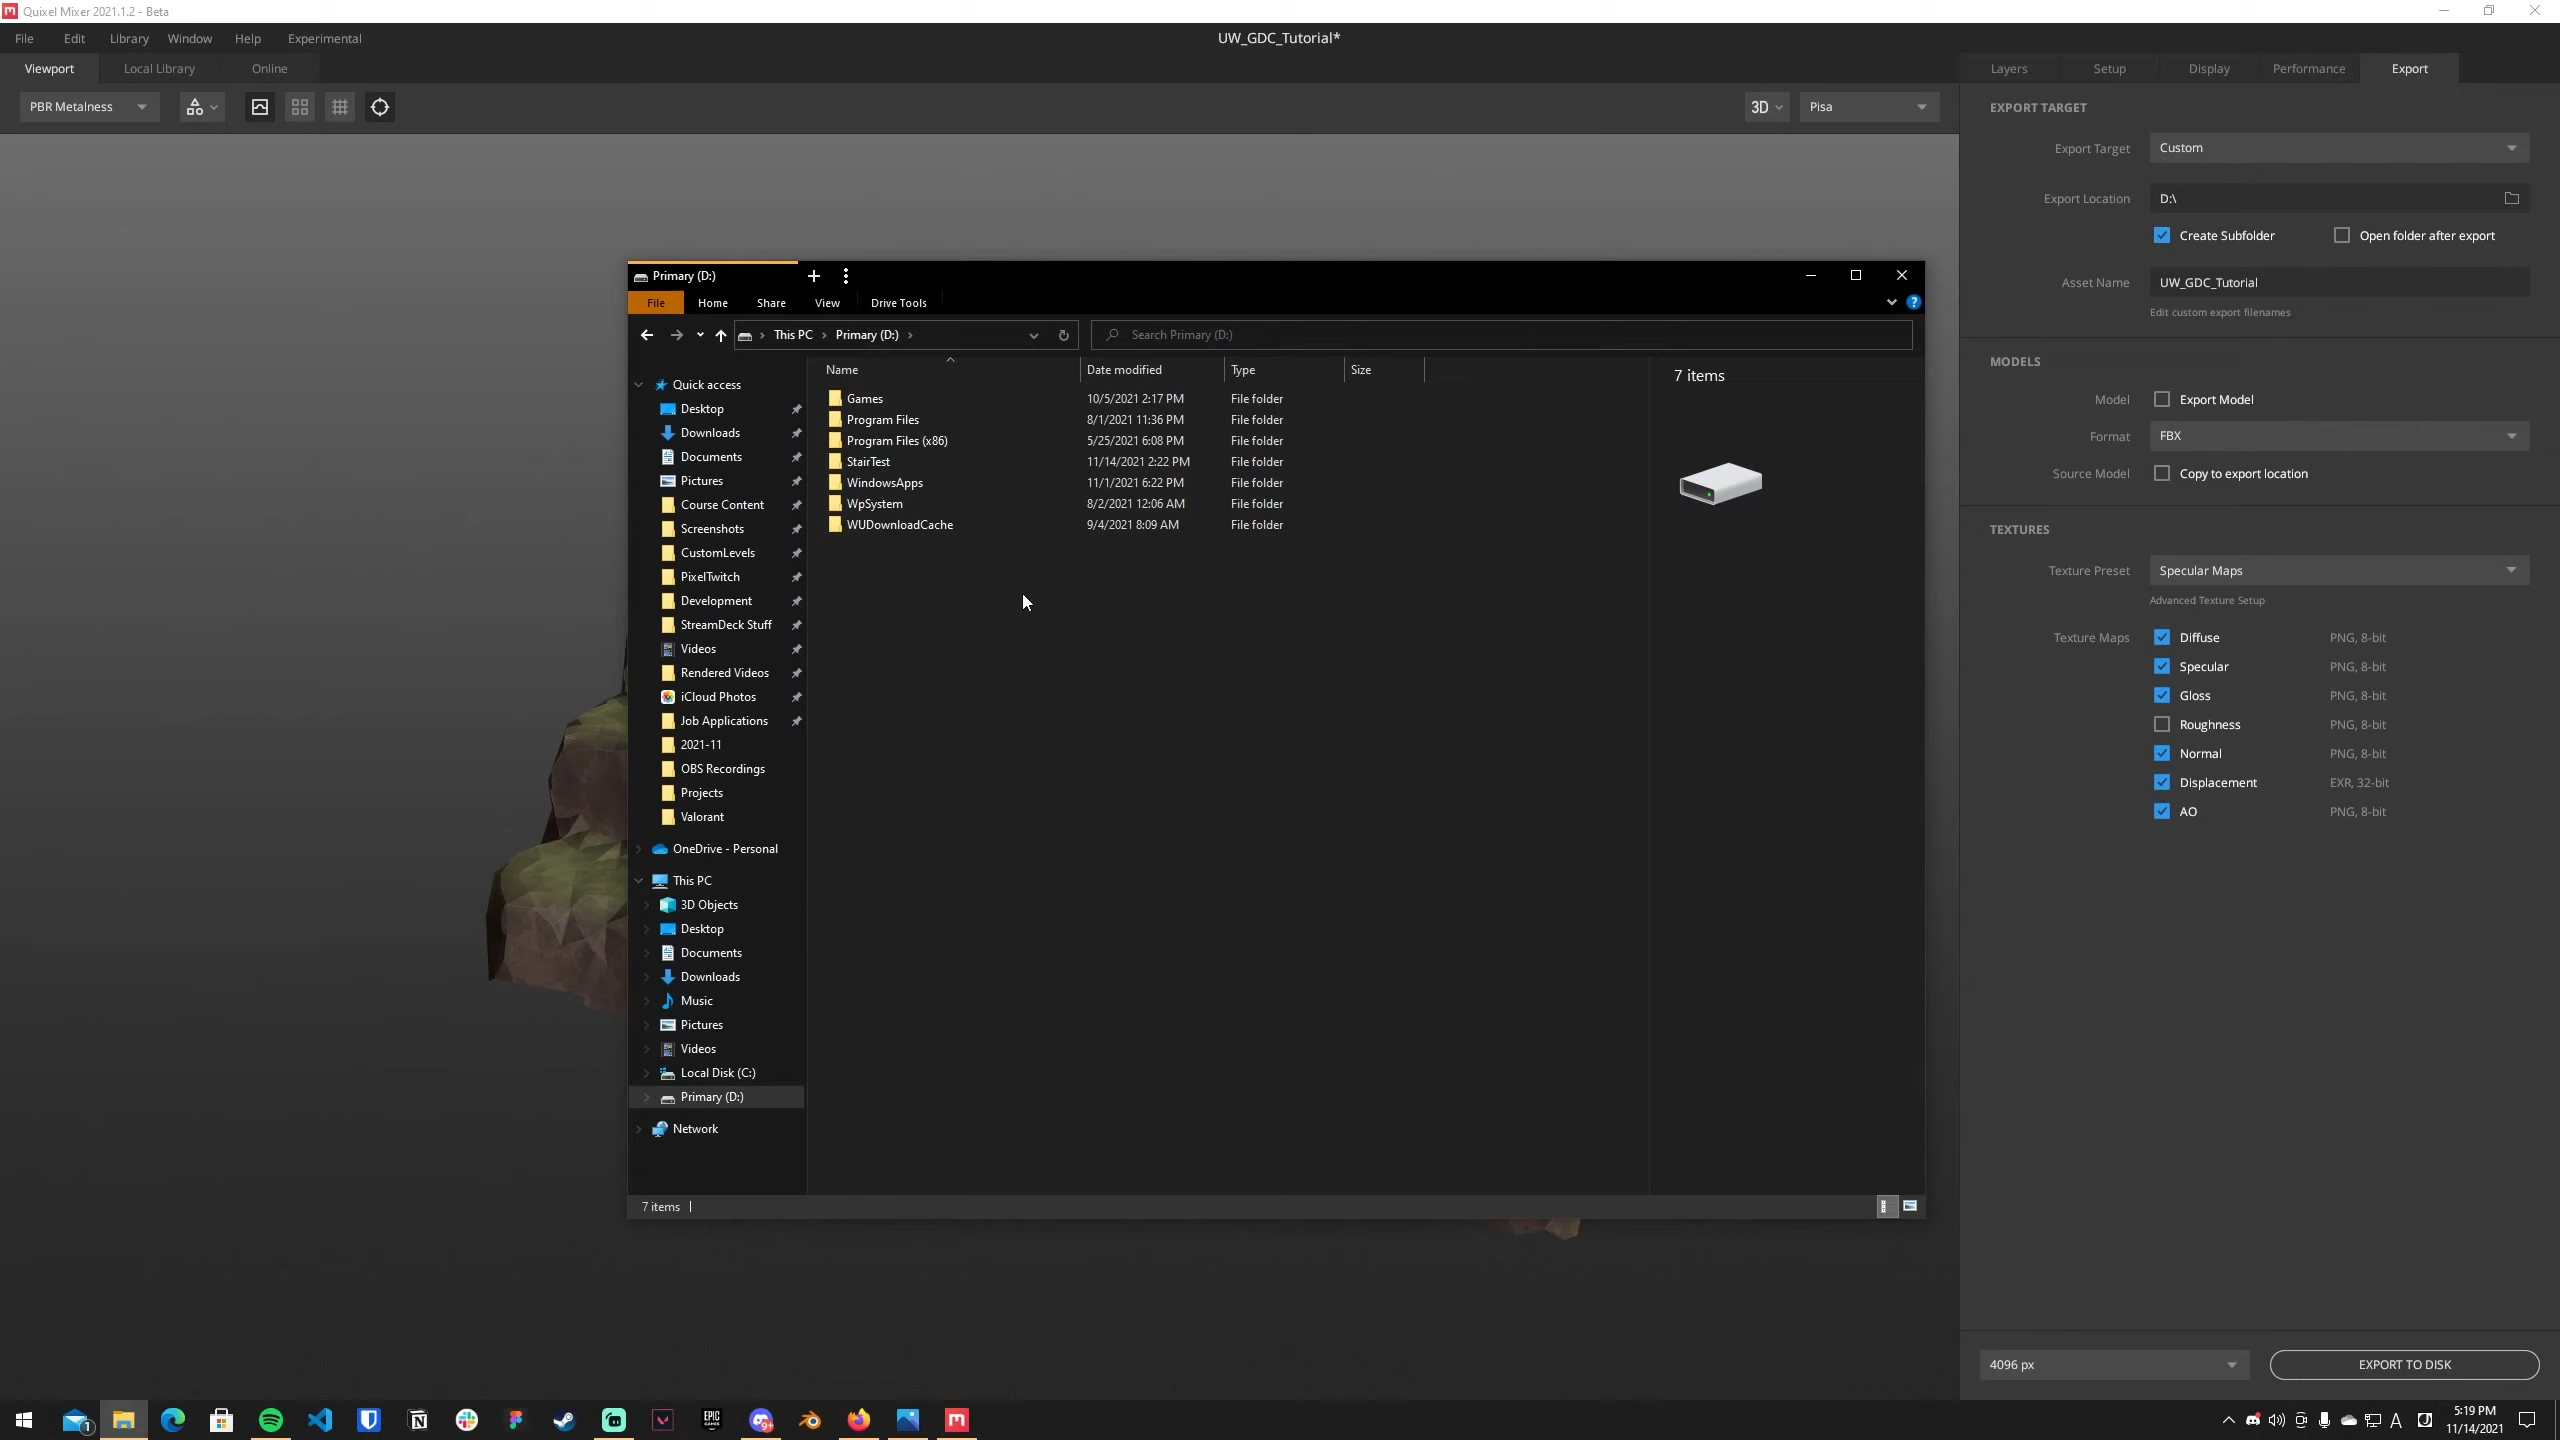 Quixel Mixer 2021.1.2 - Beta
File Edit Library Window Help Experimental
UW_GDC_Tutorial*
Viewport Local Library Online
Layers Setup Display Performance Export
PBR Metalness
3D Pisa
EXPORT TARGET
Export Target Custom
Export Location D:\
Create Subfolder Open folder after export
Asset Name UW_GDC_Tutorial
Edit custom export filenames
MODELS
Model Export Model
Format FBX
Source Model Copy to export location
TEXTURES
Texture Preset Specular Maps
Advanced Texture Setup
Texture Maps Diffuse PNG, 8-bit
Specular PNG, 8-bit
Gloss PNG, 8-bit
Roughness PNG, 8-bit
Normal PNG, 8-bit
Displacement EXR, 32-bit
AO PNG, 8-bit
4096 px EXPORT TO DISK
Primary (D:)
File Home Share View Drive Tools
This PC Primary (D:) Search Primary (D:)
Name Date modified Type Size
Games 10/5/2021 2:17 PM File folder
Program Files 8/1/2021 11:36 PM File folder
Program Files (x86) 5/25/2021 6:08 PM File folder
StairTest 11/14/2021 2:22 PM File folder
WindowsApps 11/1/2021 6:22 PM File folder
WpSystem 8/2/2021 12:06 AM File folder
WUDownloadCache 9/4/2021 8:09 AM File folder
7 items
Quick access
Desktop
Downloads
Documents
Pictures
Course Content
Screenshots
CustomLevels
PixelTwitch
Development
StreamDeck Stuff
Videos
Rendered Videos
iCloud Photos
Job Applications
2021-11
OBS Recordings
Projects
Valorant
OneDrive - Personal
This PC
3D Objects
Desktop
Documents
Downloads
Music
Pictures
Videos
Local Disk (C:)
Primary (D:)
Network
7 items
1
EPIC GAMES
9+
A
5:19 PM
11/14/2021